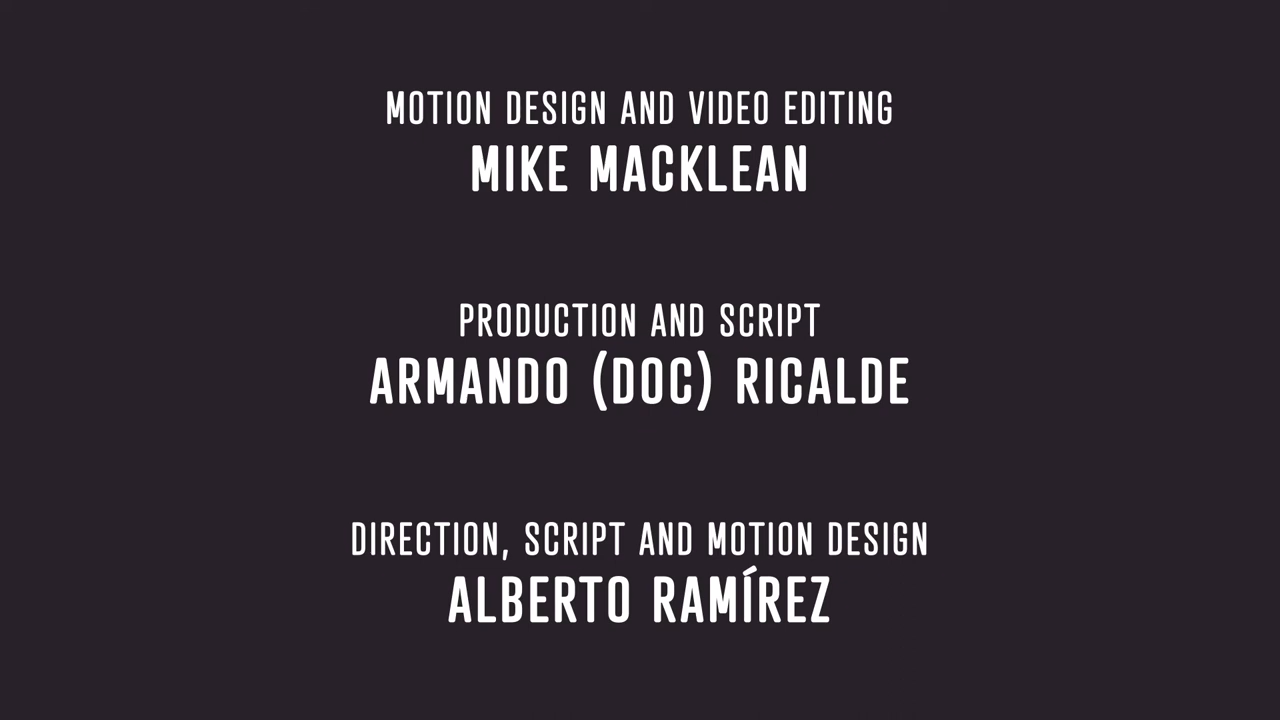 MOTION DESIGN AND VIDEO EDITING
MIKE MACKLEAN
PRODUCTION AND SCRIPT
ARMANDO (DOC) RICALDE
DIRECTION, SCRIPT AND MOTION DESIGN
ALBERTO RAMÍREZ